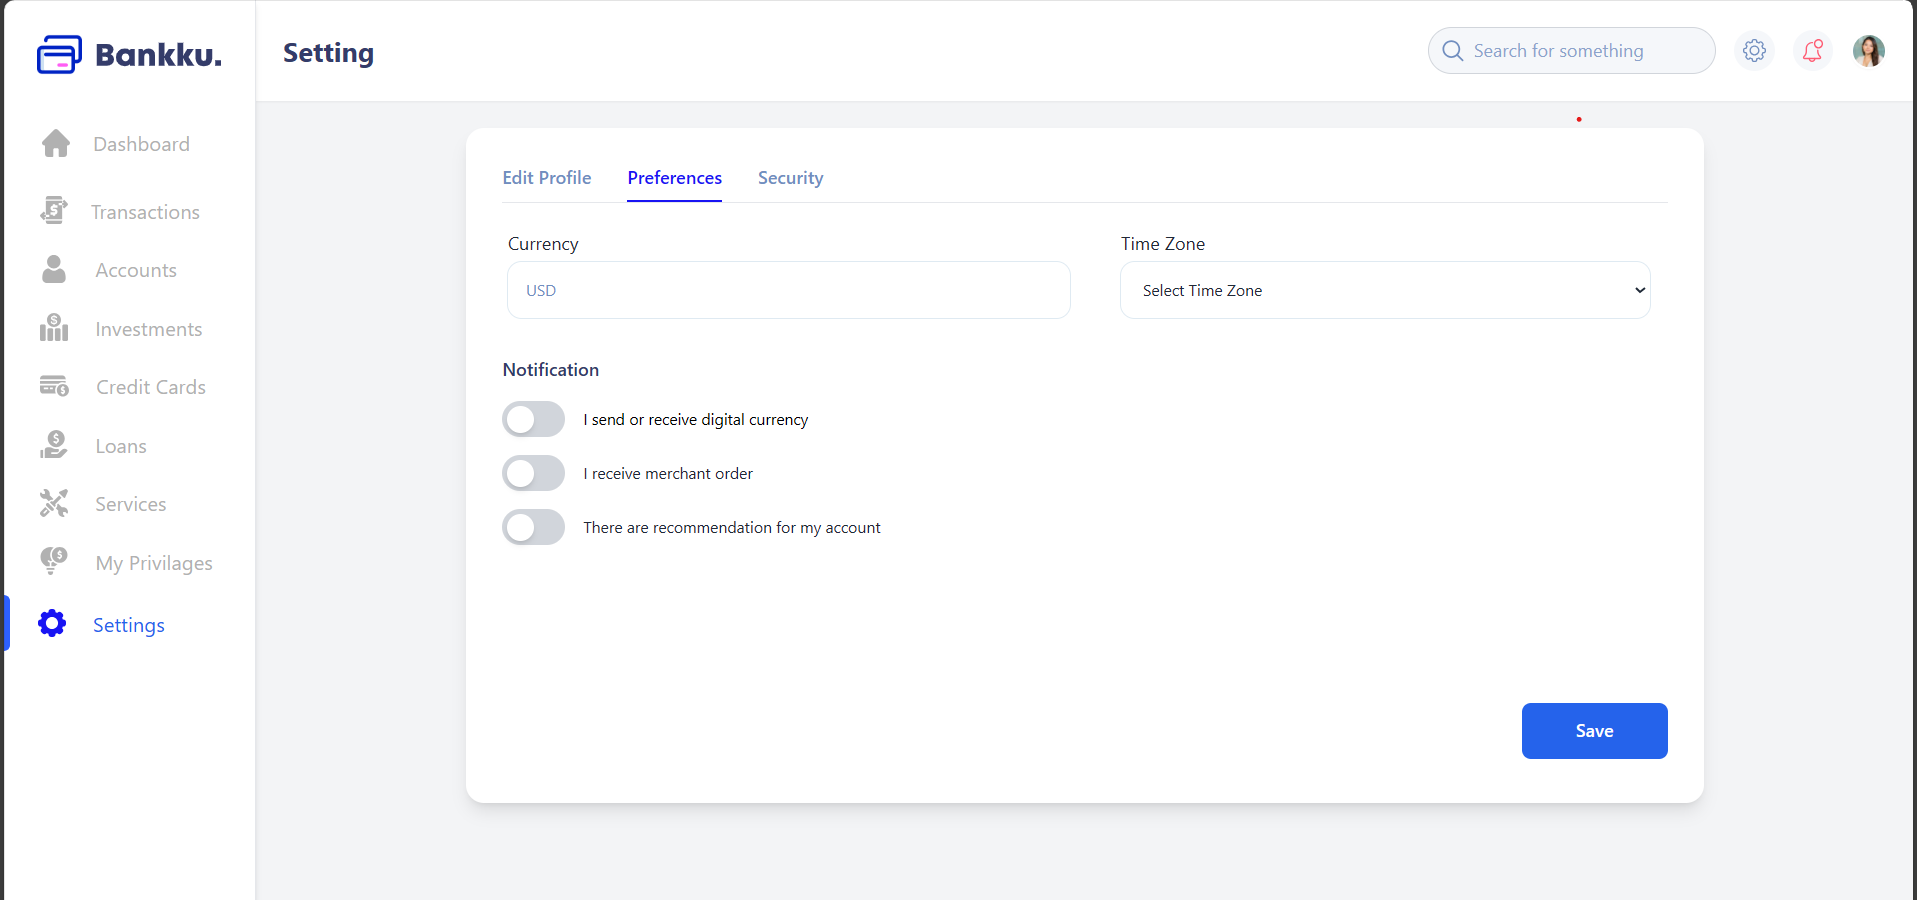 Bankku.
Setting
Search for something
Dashboard
Transactions
Accounts
Investments
Credit Cards
Loans
Services
My Privilages
Settings
Edit Profile Preferences Security
Currency Time Zone
USD Select Time Zone
Notification
I send or receive digital currency
I receive merchant order
There are recommendation for my account
Save